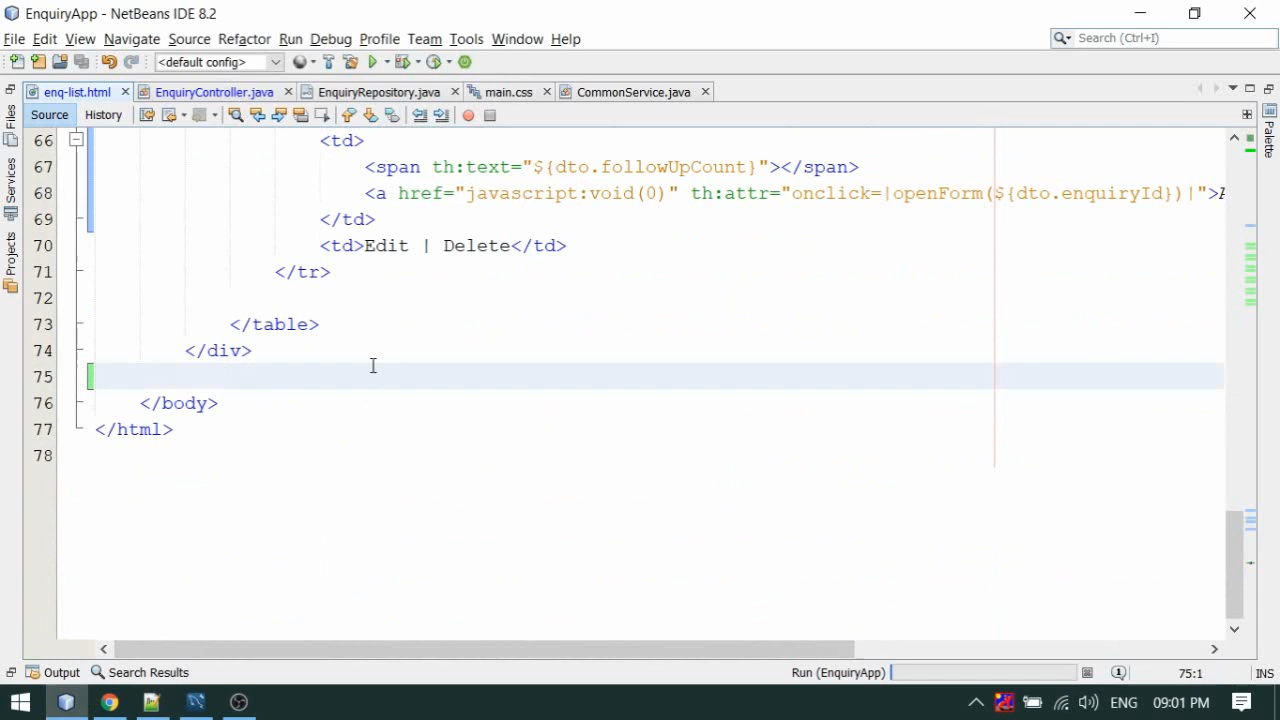 EnquiryApp - NetBeans IDE 8.2
File Edit View Navigate Source Refactor Run Debug Profile Team Tools Window Help
Search (Ctrl+I)
<default config>
enq-list.html EnquiryController.java EnquiryRepository.java main.css CommonService.java
Source History
Files
Services
Projects
Palette
66 <td>
67 <span th:text="${dto.followUpCount}"></span>
68 <a href="javascript:void(0)" th:attr="onclick=|openForm(${dto.enquiryId})|">
69 </td>
70 <td>Edit | Delete</td>
71 </tr>
72
73 </table>
74 </div>
75
76 </body>
77 </html>
78
Output Search Results Run (EnquiryApp) 75:1 INS
ENG 09:01 PM